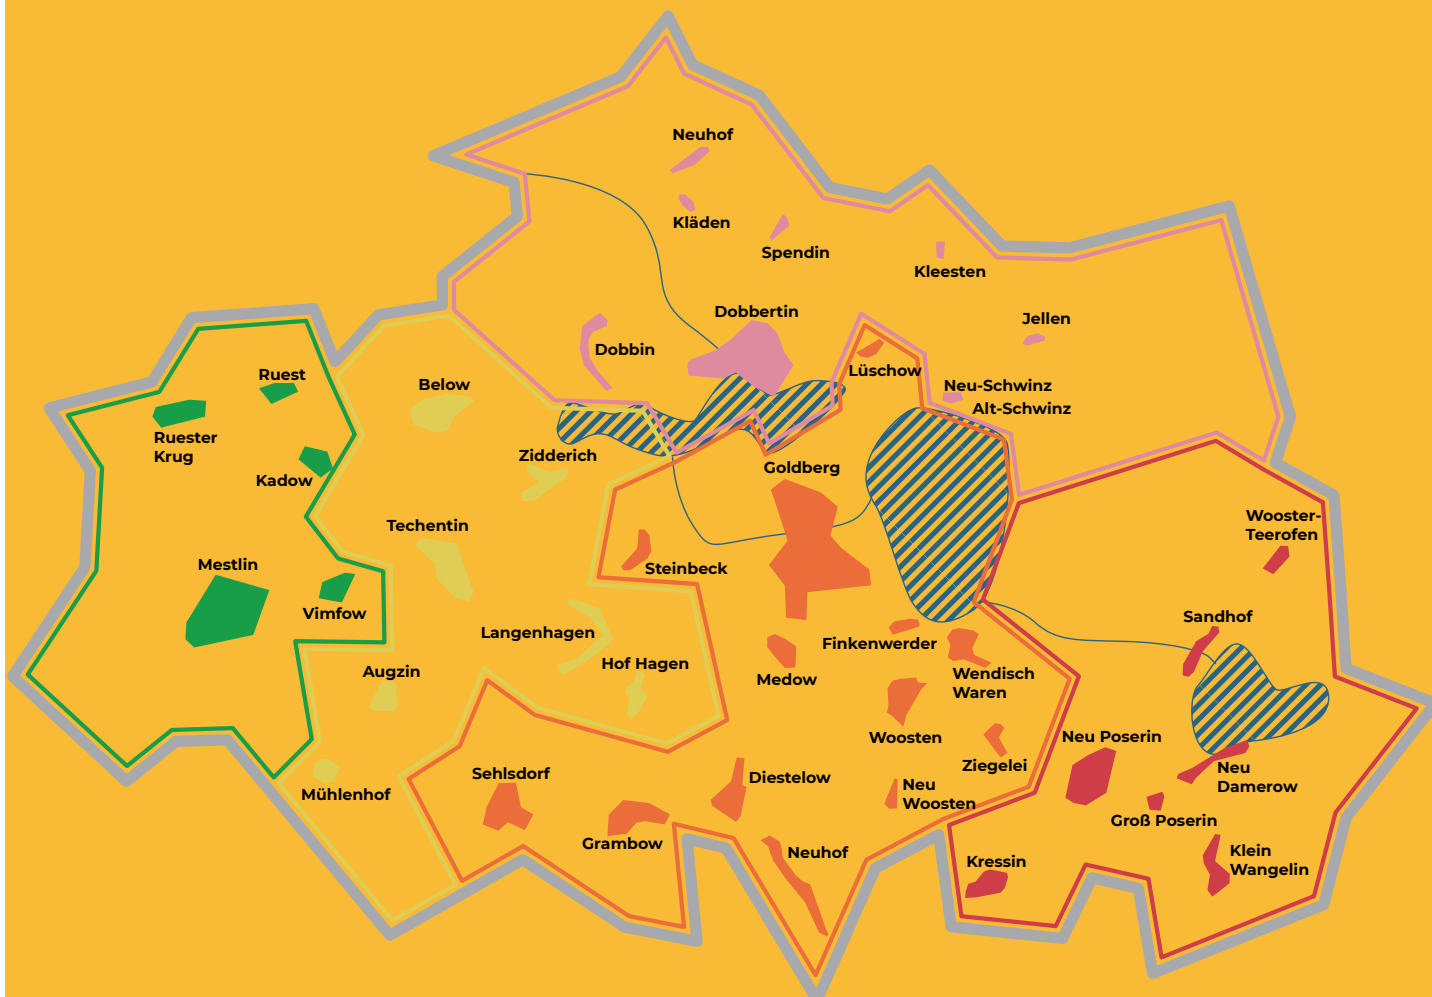 Neuhof
Kläden
Spendin
Kleesten
Dobbertin
Jellen
Dobbin
Lüschow
Neu-Schwinz
Alt-Schwinz
Ruest
Ruester
Krug
Kadow
Below
Zidderich
Goldberg
Techentin
Mestlin
Vimfow
Steinbeck
Wooster-
Teerofen
Langenhagen
Hof Hagen
Augzin
Finkenwerder
Medow
Wendisch
Waren
Sandhof
Woosten
Ziegelei
Neu Poserin
Mühlenhof
Sehlsdorf
Diestelow
Neu
Woosten
Neu
Damerow
Groß Poserin
Grambow
Neuhof
Kressin
Klein
Wangelin